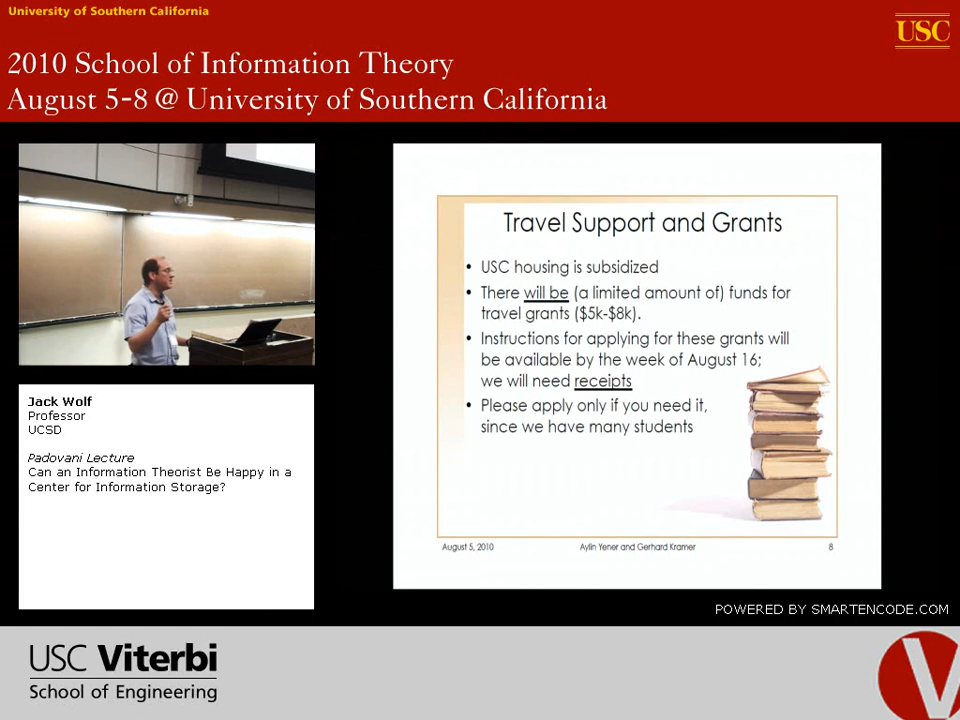 University of Southern California
USC
2010 School of Information Theory
August 5-8 @ University of Southern California
Travel Support and Grants
• USC housing is subsidized
• There will be (a limited amount of) funds for
travel grants ($5k-$8k).
• Instructions for applying for these grants will
be available by the week of August 16;
we will need receipts
• Please apply only if you need it,
since we have many students
August 5, 2010 Aylin Yener and Gerhard Kramer 8
Jack Wolf
Professor
UCSD
Padovani Lecture
Can an Information Theorist Be Happy in a
Center for Information Storage?
POWERED BY SMARTENCODE.COM
USC Viterbi
School of Engineering
V